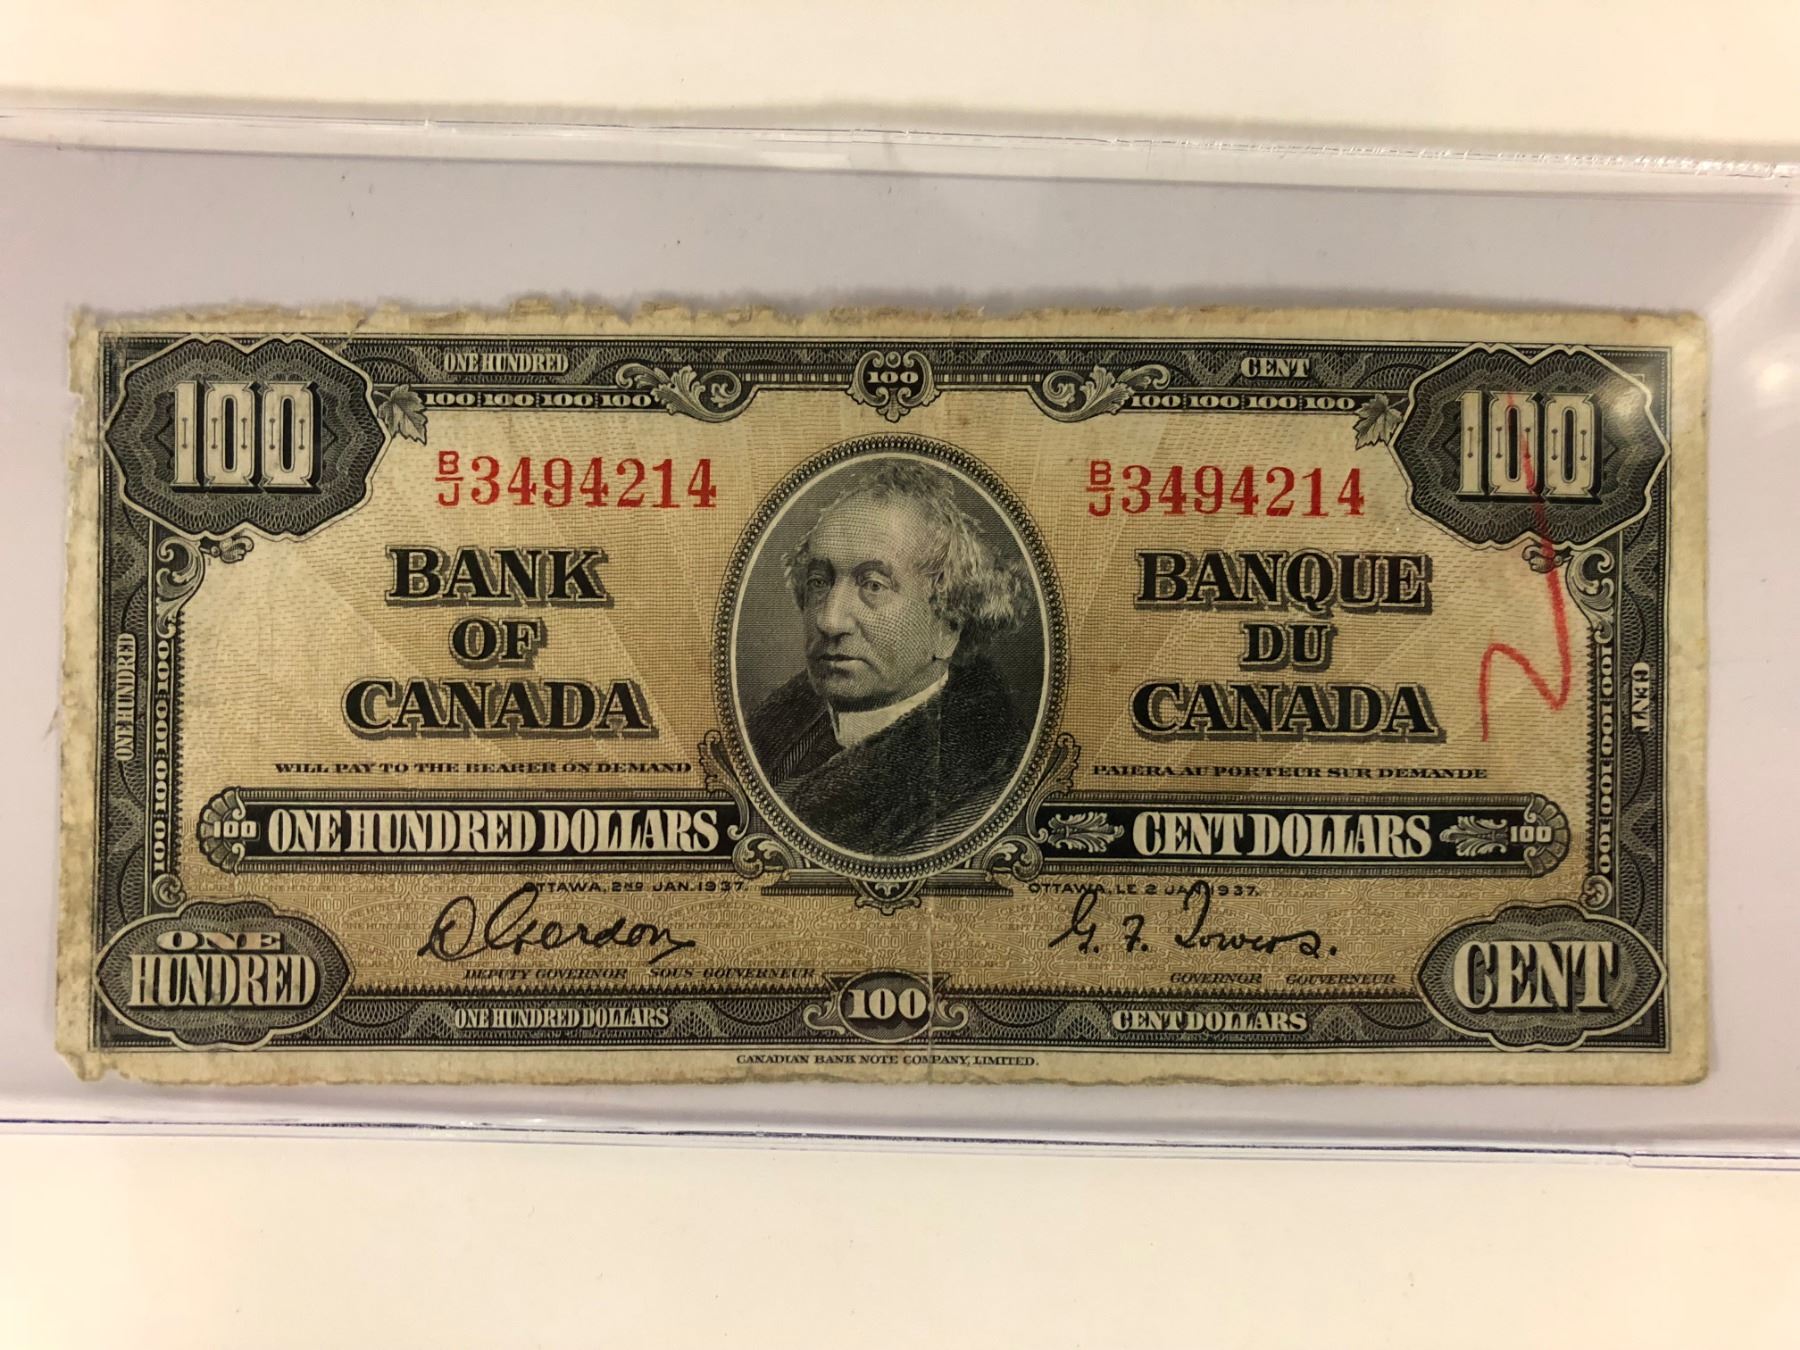 ONE HUNDRED 100 CENT
100 100 100 100 100 100 100 100 100 100
B/J 3494214 B/J 3494214
BANK BANQUE
OF DU
CANADA CANADA
ONE HUNDRED CENT
100 100 100 100 100 100
WILL PAY TO THE BEARER ON DEMAND PAIERA AU PORTEUR SUR DEMANDE
100 ONE HUNDRED DOLLARS CENT DOLLARS 100
OTTAWA, 2ND JAN. 1937. OTTAWA, LE 2 JAN. 1937.
D Gordon G. F. Towers.
DEPUTY GOVERNOR SOUS GOUVERNEUR GOVERNOR GOUVERNEUR
ONE HUNDRED 100 CENT
ONE HUNDRED DOLLARS CENT DOLLARS
CANADIAN BANK NOTE COMPANY, LIMITED.